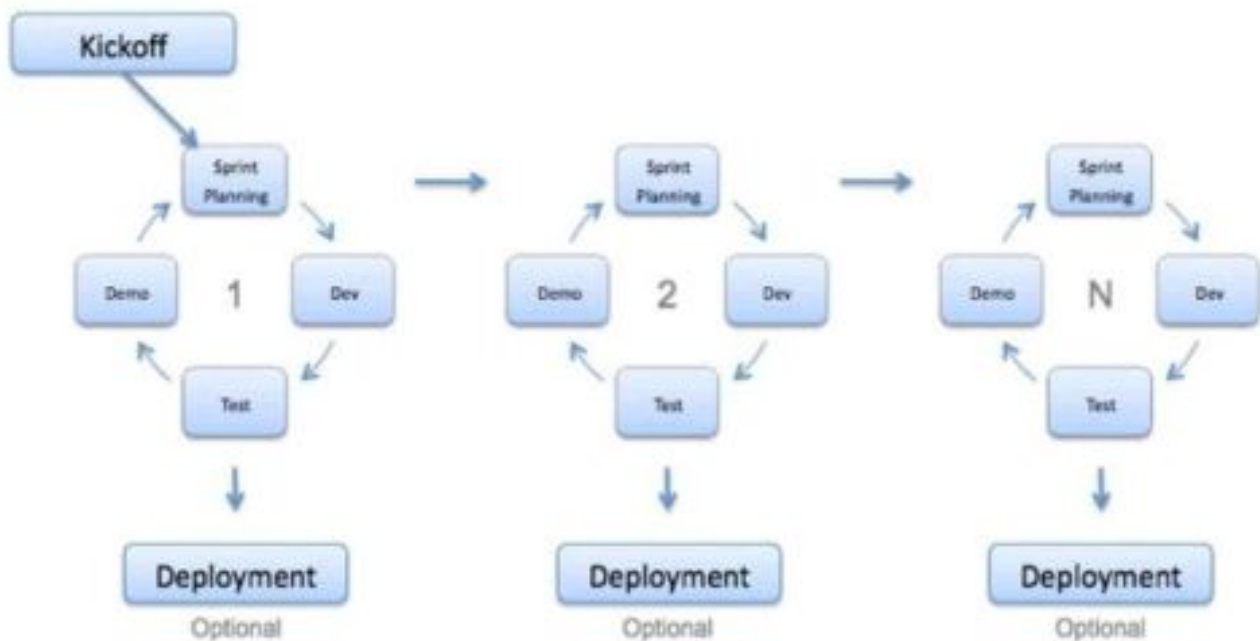 Kickoff
Sprint
Planning
Demo
1
Dev
Test
Deployment
Optional
Sprint
Planning
Demo
2
Dev
Test
Deployment
Optional
Sprint
Planning
Demo
N
Dev
Test
Deployment
Optional